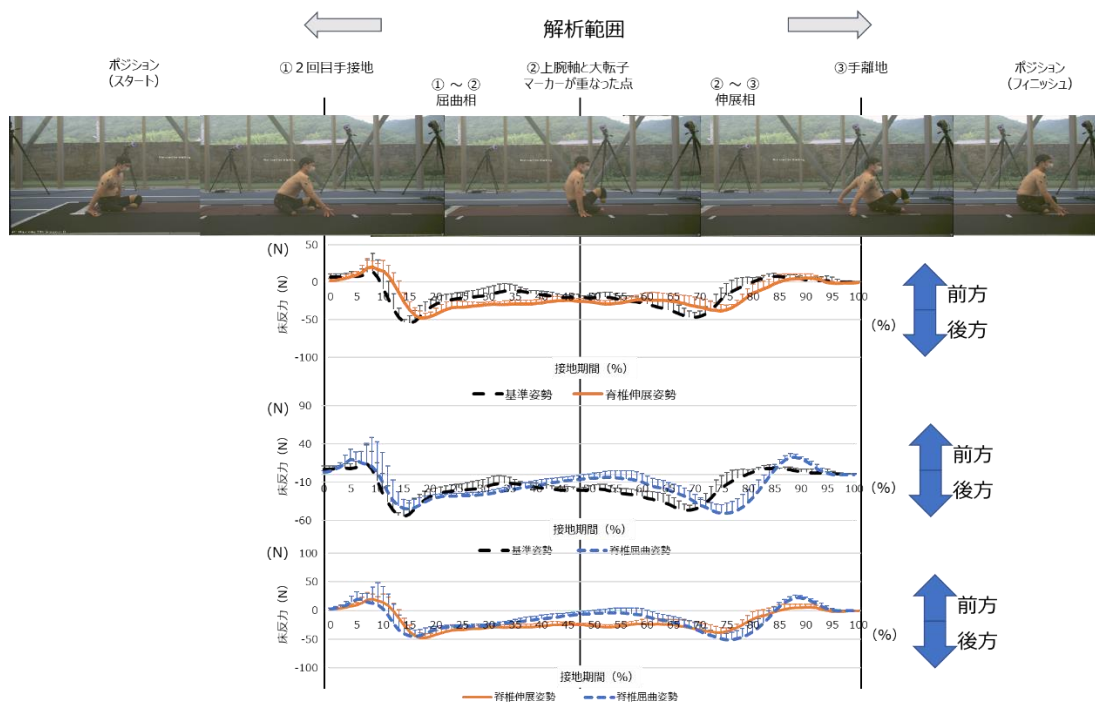 解析範囲
ポジション
(スタート)
①2回目手接地
①～②
屈曲相
②上腕軸と大転子
マーカーが重なった点
②～③
伸展相
③手離地
ポジション
(フィニッシュ)
(N)
床反力 (N)
50
0
-50
-100
0 5 10 15 20 25 30 35 40 45 50 55 60 65 70 75 80 85 90 95 100
(%)
接地期間 (%)
基準姿勢 脊椎伸展姿勢
前方
後方
(N)
床反力 (N)
90
40
-10
-60
0 5 10 15 20 25 30 35 40 45 50 55 60 65 70 75 80 85 90 95 100
(%)
接地期間 (%)
基準姿勢 脊椎屈曲姿勢
前方
後方
(N)
床反力 (N)
100
50
0
-50
-100
0 5 10 15 20 25 30 35 40 45 50 55 60 65 70 75 80 85 90 95 100
(%)
接地期間 (%)
脊椎伸展姿勢 脊椎屈曲姿勢
前方
後方